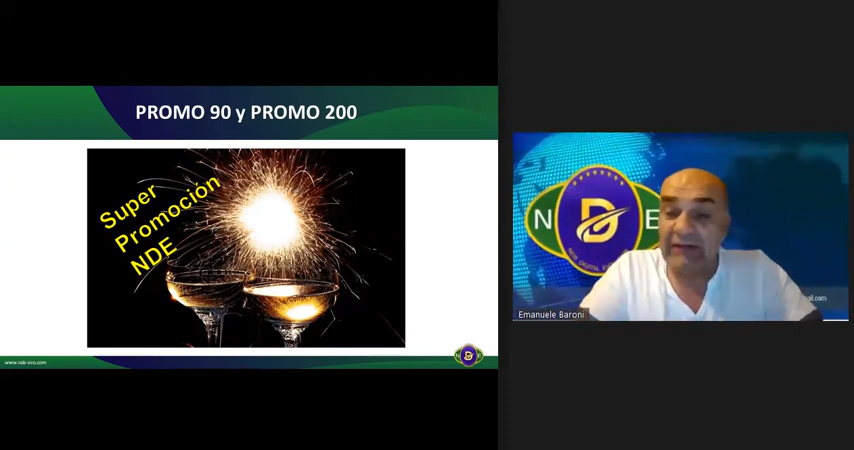 PROMO 90 y PROMO 200
Super
Promoción
NDE
www.nde-evo.com
N D E
N D E
Emanuele Baroni